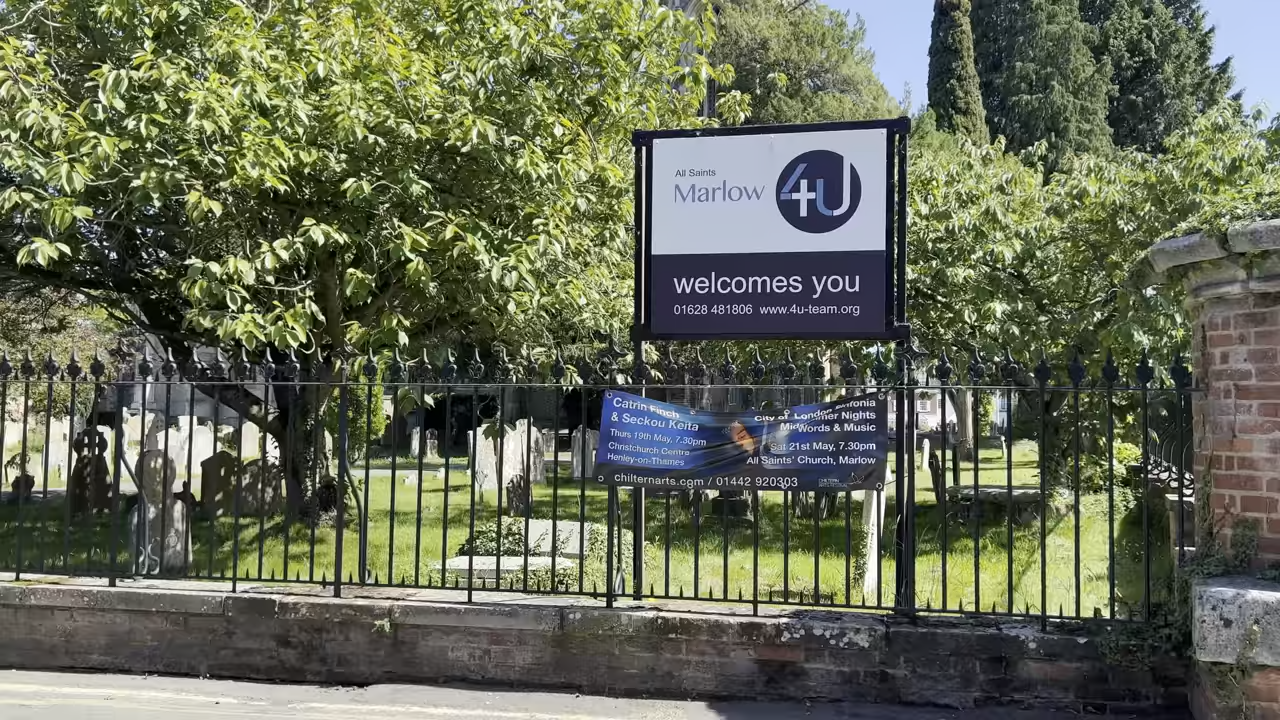 All Saints
Marlow
4U
welcomes you
01628 481806 www.4u-team.org
Catrin Finch
& Seckou Keita
Thurs 19th May, 7.30pm
Christchurch Centre
Henley-on-Thames
City of London Sinfonia
Midsummer Nights
Words & Music
Sat 21st May, 7.30pm
All Saints' Church, Marlow
chilternarts.com / 01442 920303